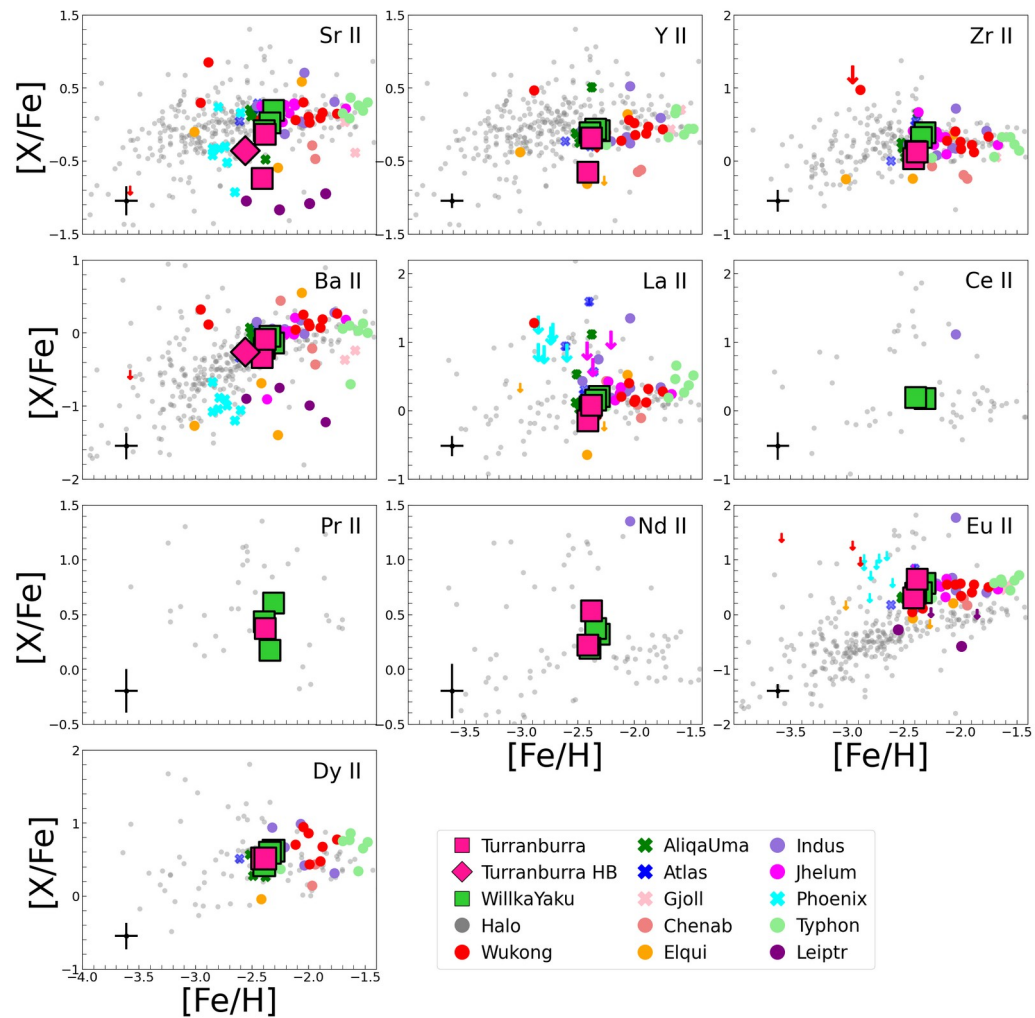 1.5
0.5
−0.5
−1.5
[X/Fe]
Sr II
1.5
0.5
−0.5
−1.5
Y II
2
1
0
−1
Zr II
1
0
−1
−2
[X/Fe]
Ba II
2
1
0
−1
La II
2
1
0
−1
Ce II
1.5
1.0
0.5
0.0
−0.5
[X/Fe]
Pr II
1.5
1.0
0.5
0.0
−0.5
Nd II
2
1
0
−1
−2
Eu II
−3.5 −3.0 −2.5 −2.0 −1.5
[Fe/H]
−3.5 −3.0 −2.5 −2.0 −1.5
[Fe/H]
2
1
0
−1
[X/Fe]
Dy II
−4.0 −3.5 −3.0 −2.5 −2.0 −1.5
[Fe/H]
Turranburra
Turranburra HB
WillkaYaku
Halo
Wukong
AliqaUma
Atlas
Gjoll
Chenab
Elqui
Indus
Jhelum
Phoenix
Typhon
Leiptr